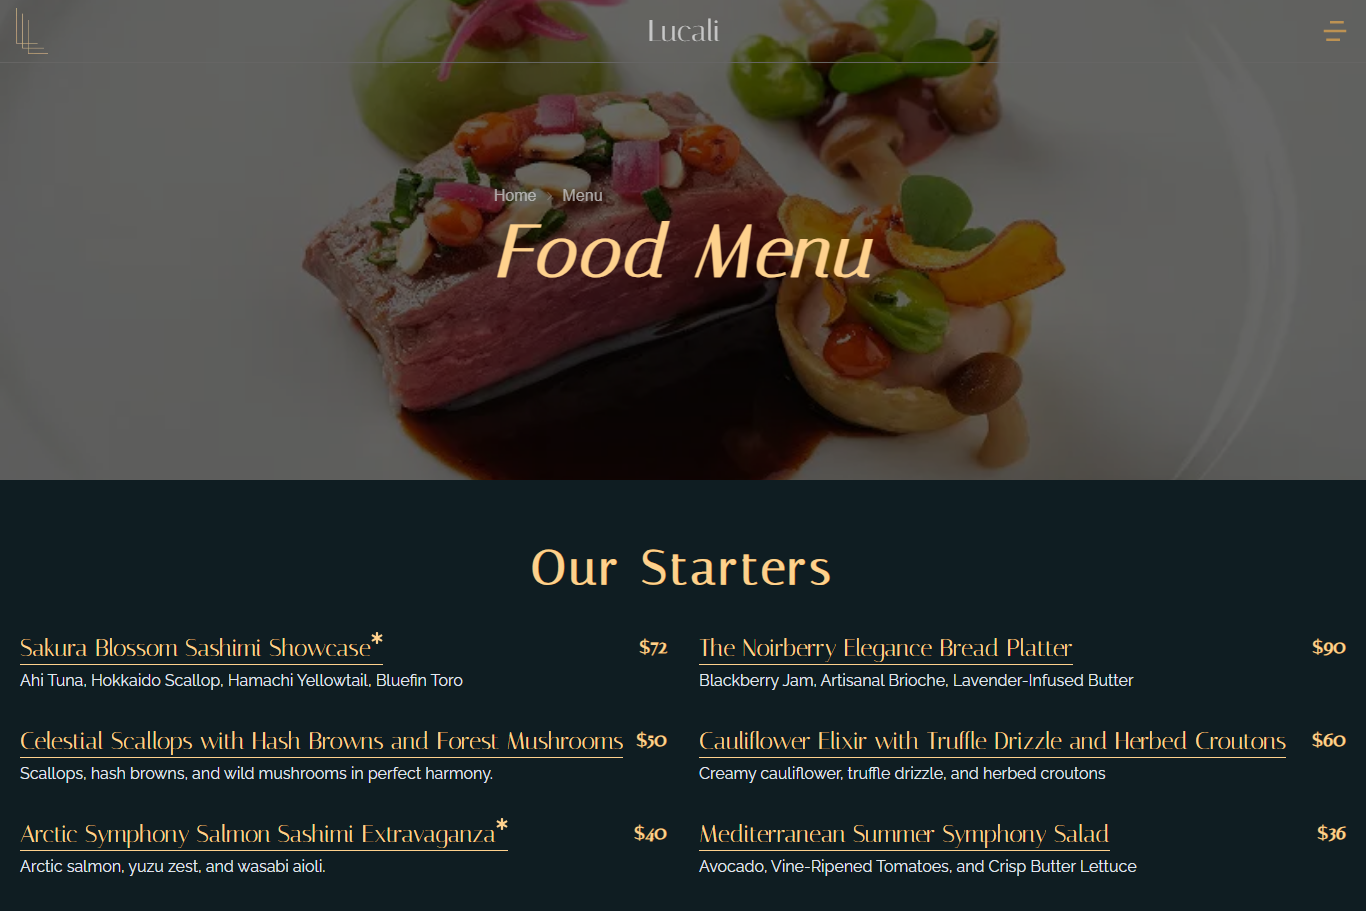 Lucali
Home > Menu
Food Menu
Our Starters
Sakura Blossom Sashimi Showcase* $72
Ahi Tuna, Hokkaido Scallop, Hamachi Yellowtail, Bluefin Toro
Celestial Scallops with Hash Browns and Forest Mushrooms $50
Scallops, hash browns, and wild mushrooms in perfect harmony.
Arctic Symphony Salmon Sashimi Extravaganza* $40
Arctic salmon, yuzu zest, and wasabi aioli.
The Noirberry Elegance Bread Platter $90
Blackberry Jam, Artisanal Brioche, Lavender-Infused Butter
Cauliflower Elixir with Truffle Drizzle and Herbed Croutons $60
Creamy cauliflower, truffle drizzle, and herbed croutons
Mediterranean Summer Symphony Salad $36
Avocado, Vine-Ripened Tomatoes, and Crisp Butter Lettuce